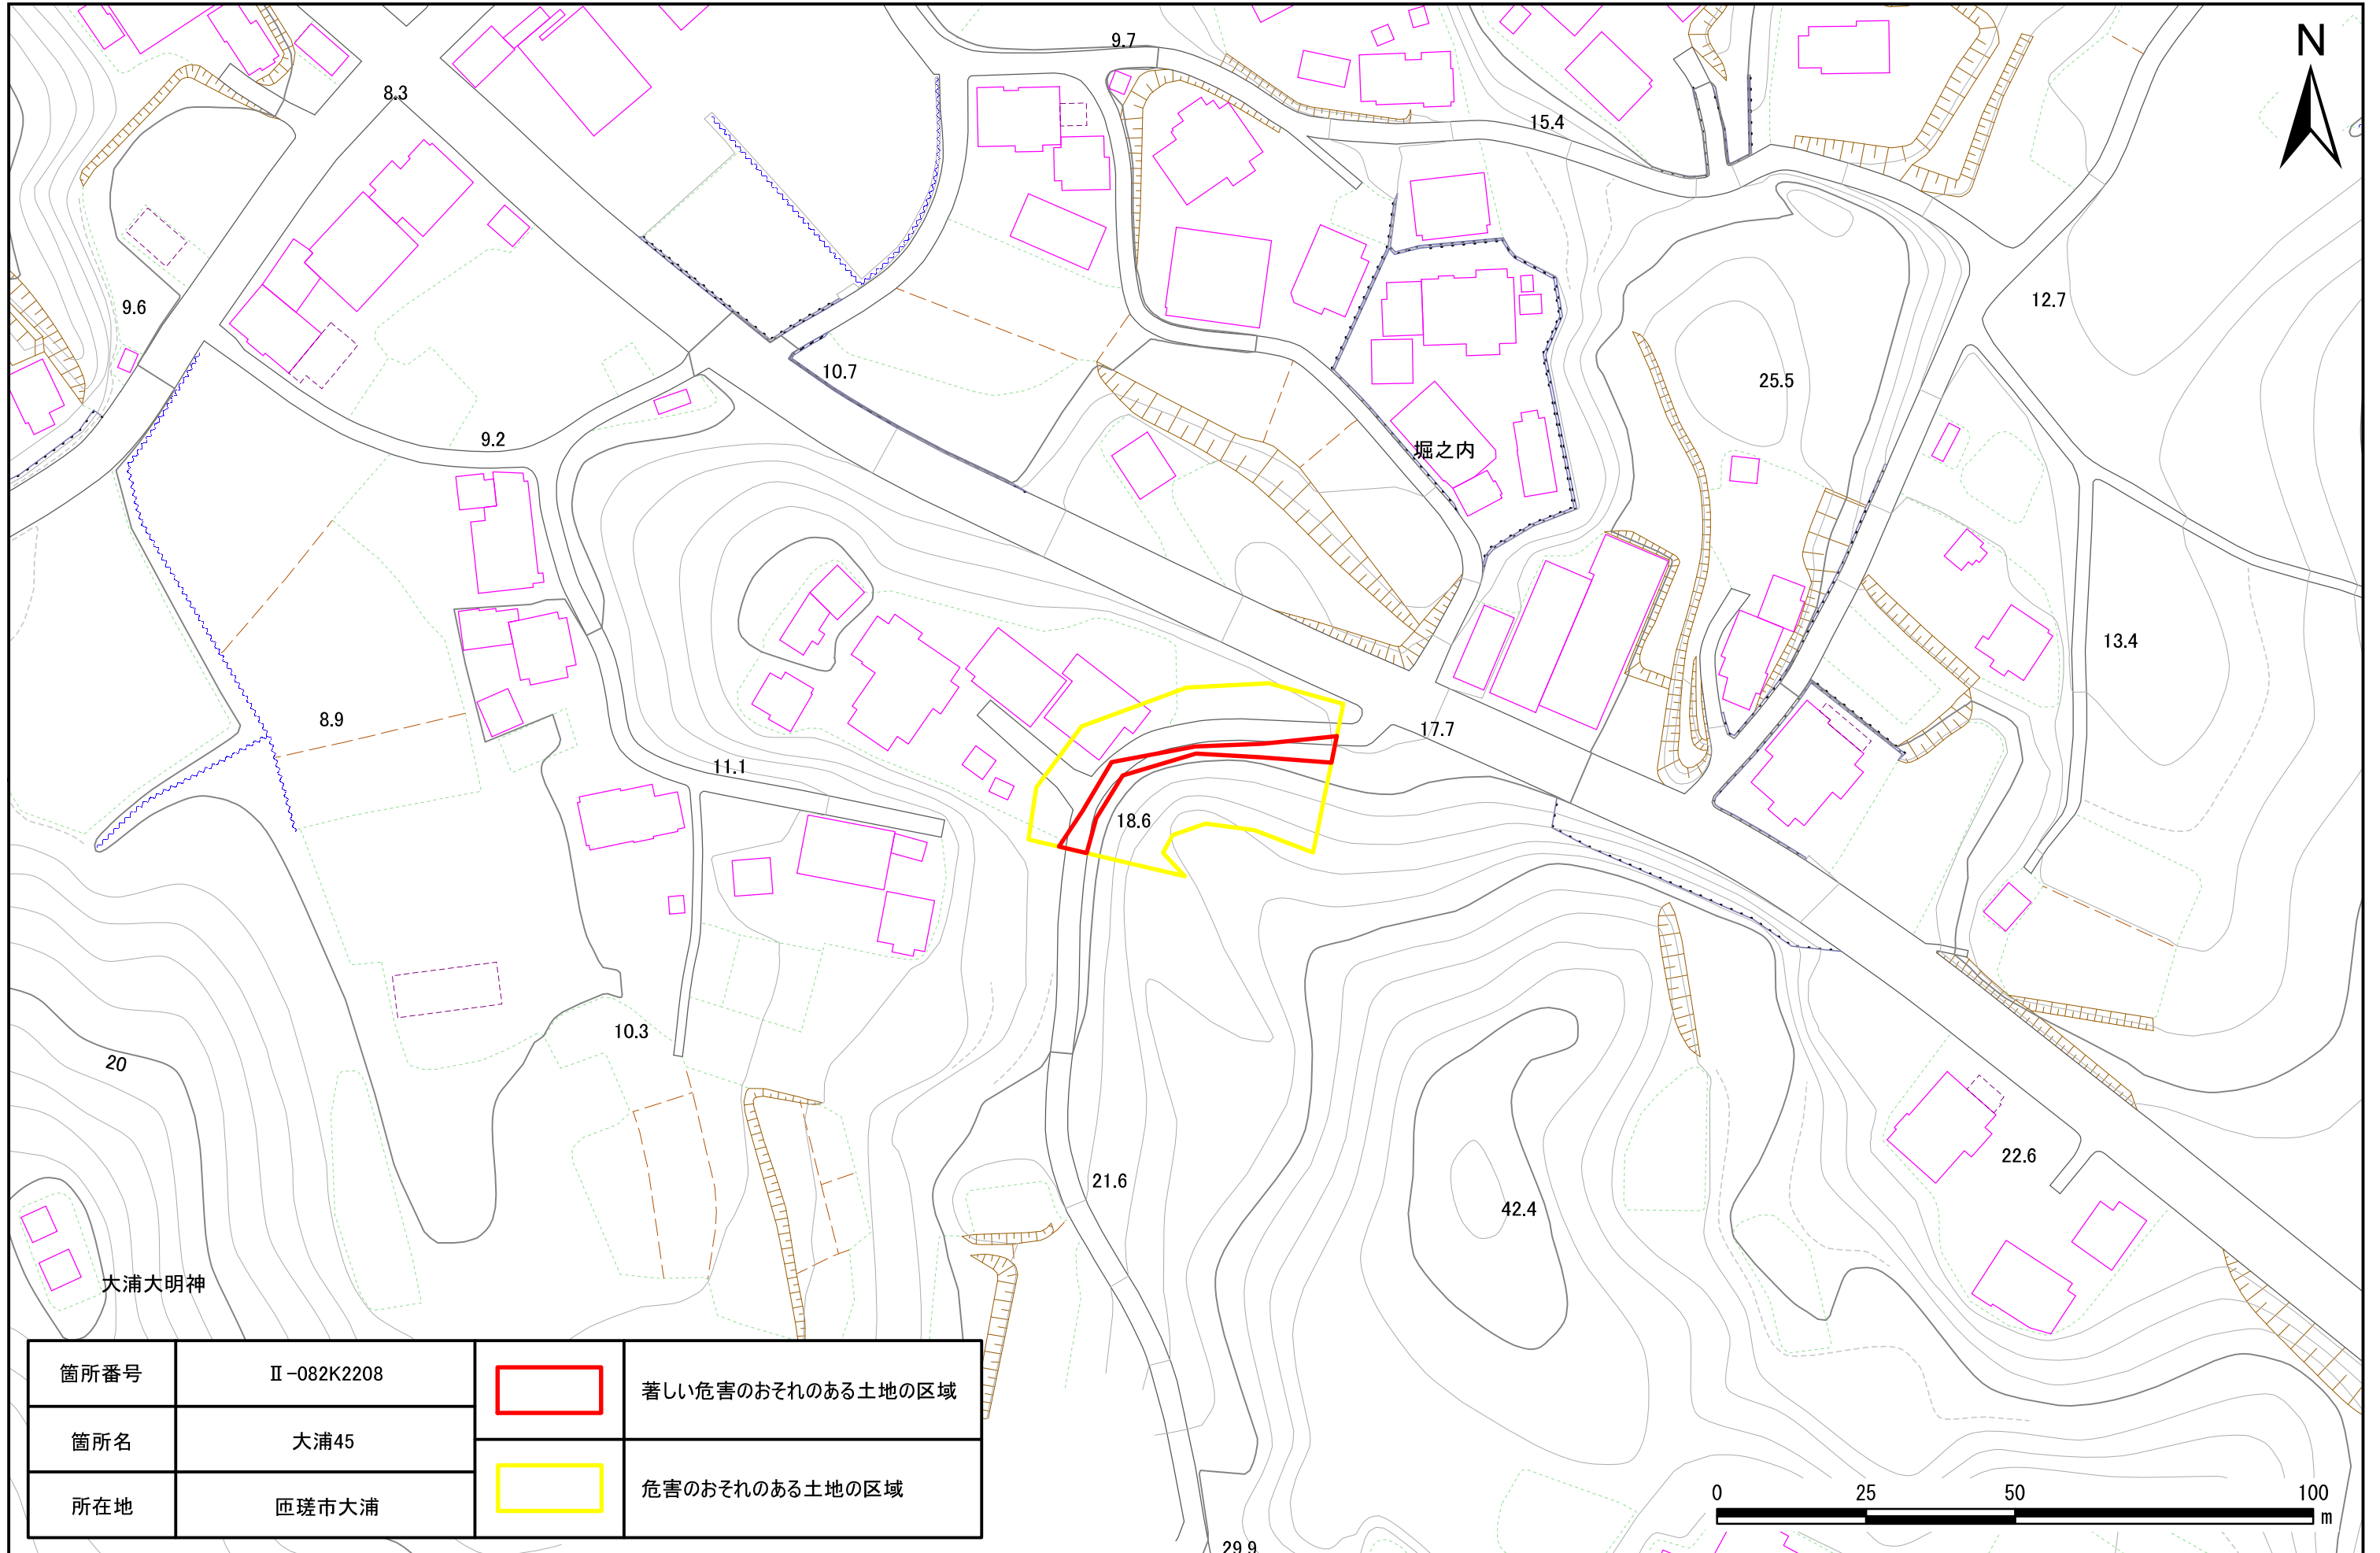 9.7
N
8.3
15.4
9.6
12.7
10.7
25.5
9.2
堀之内
13.4
8.9
17.7
11.1
18.6
10.3
20
21.6
22.6
42.4
大浦大明神
箇所番号 Ⅱ-082K2208 著しい危害のおそれのある土地の区域
箇所名 大浦45
所在地 匝瑳市大浦 危害のおそれのある土地の区域
0 25 50 100
m
29.9